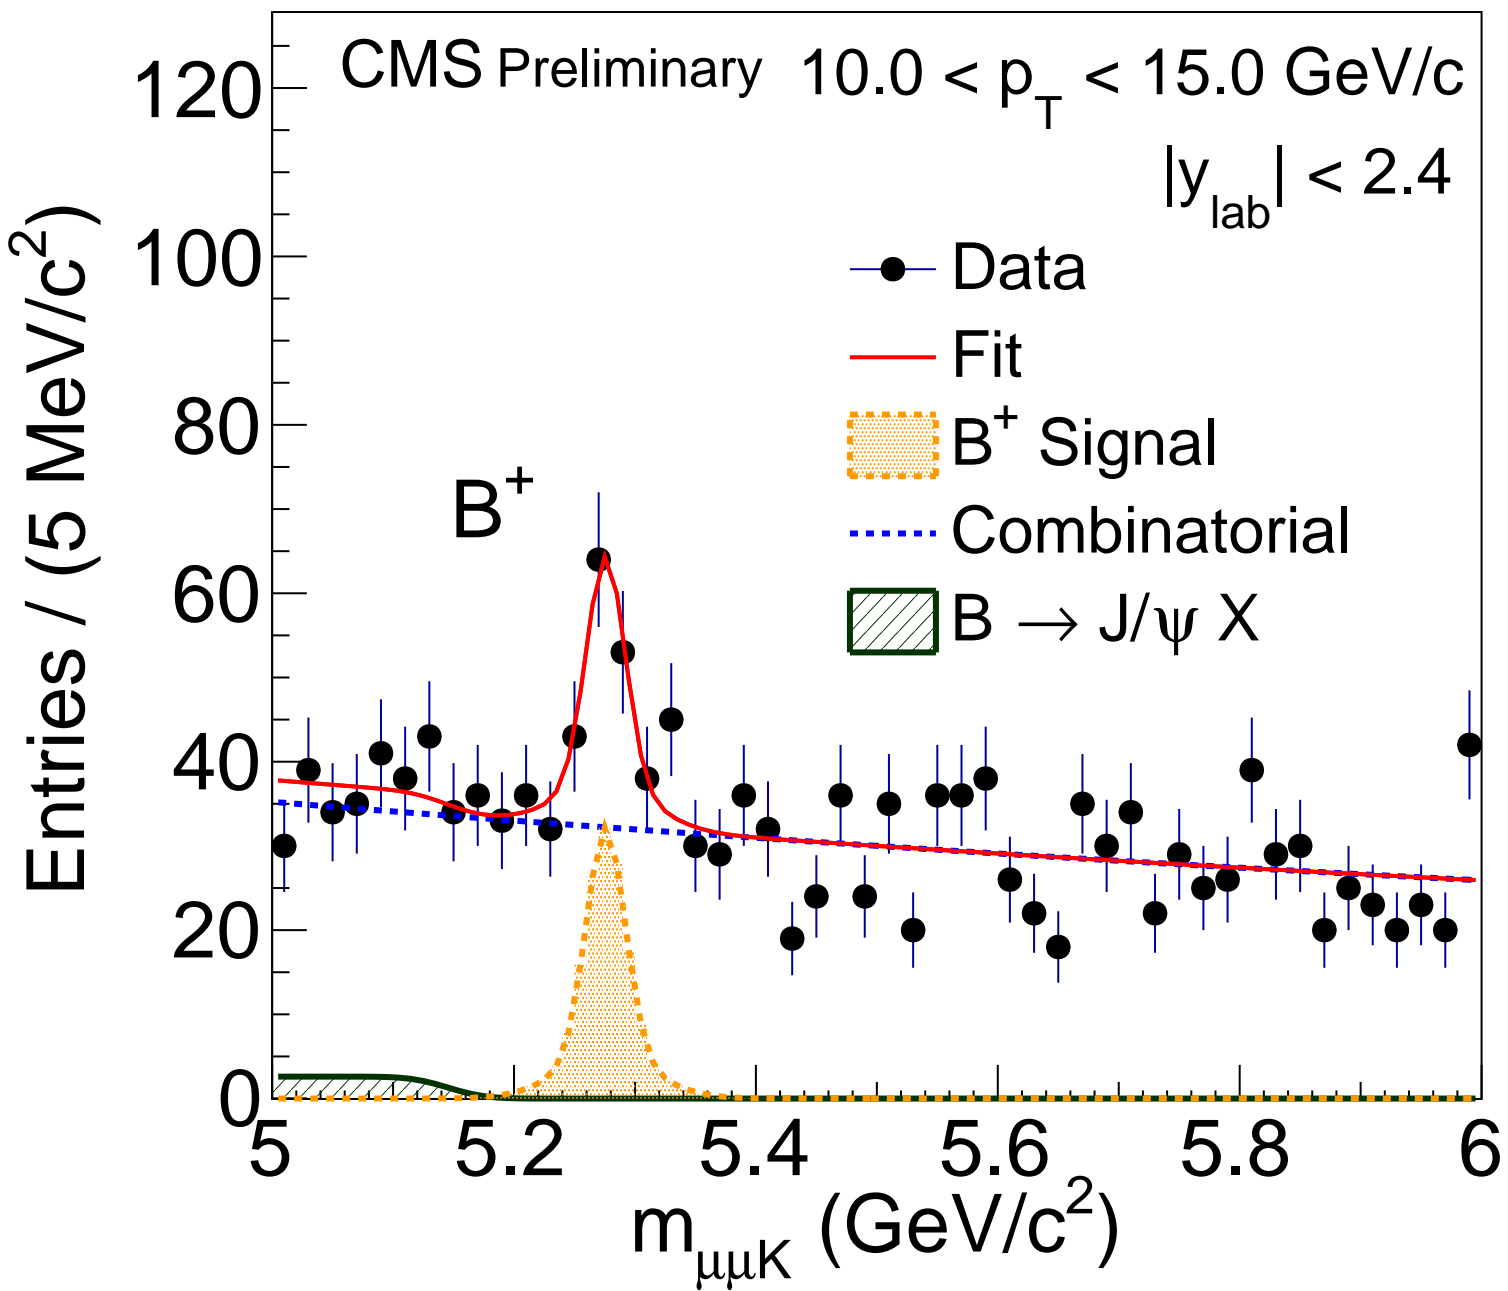 CMS Preliminary 10.0 < p_T < 15.0 GeV/c
|y_lab| < 2.4
Data
Fit
B⁺ Signal
Combinatorial
B → J/ψ X
B⁺
Entries / (5 MeV/c²)
120
100
80
60
40
20
0
5 5.2 5.4 5.6 5.8 6
m_μμK (GeV/c²)